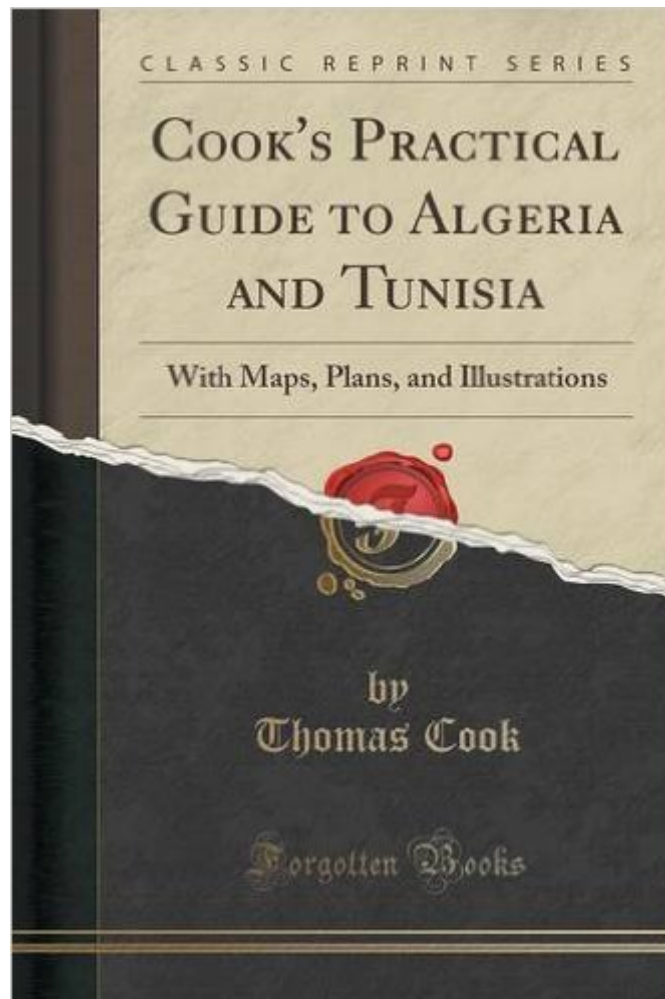 CLASSIC REPRINT SERIES
COOK'S PRACTICAL
GUIDE TO ALGERIA
AND TUNISIA
With Maps, Plans, and Illustrations
F
by
Thomas Cook
Forgotten Books